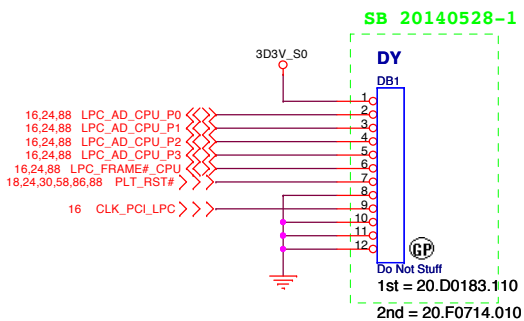 SB 20140528-1
3D3V_S0
DY
DB1
1
16,24,88 LPC_AD_CPU_P0 2
16,24,88 LPC_AD_CPU_P1 3
16,24,88 LPC_AD_CPU_P2 4
16,24,88 LPC_AD_CPU_P3 5
16,24,88 LPC_FRAME#_CPU 6
18,24,30,58,86,88 PLT_RST# 7
8
16 CLK_PCI_LPC 9
10
11
12
GP
Do Not Stuff
1st = 20.D0183.110
2nd = 20.F0714.010